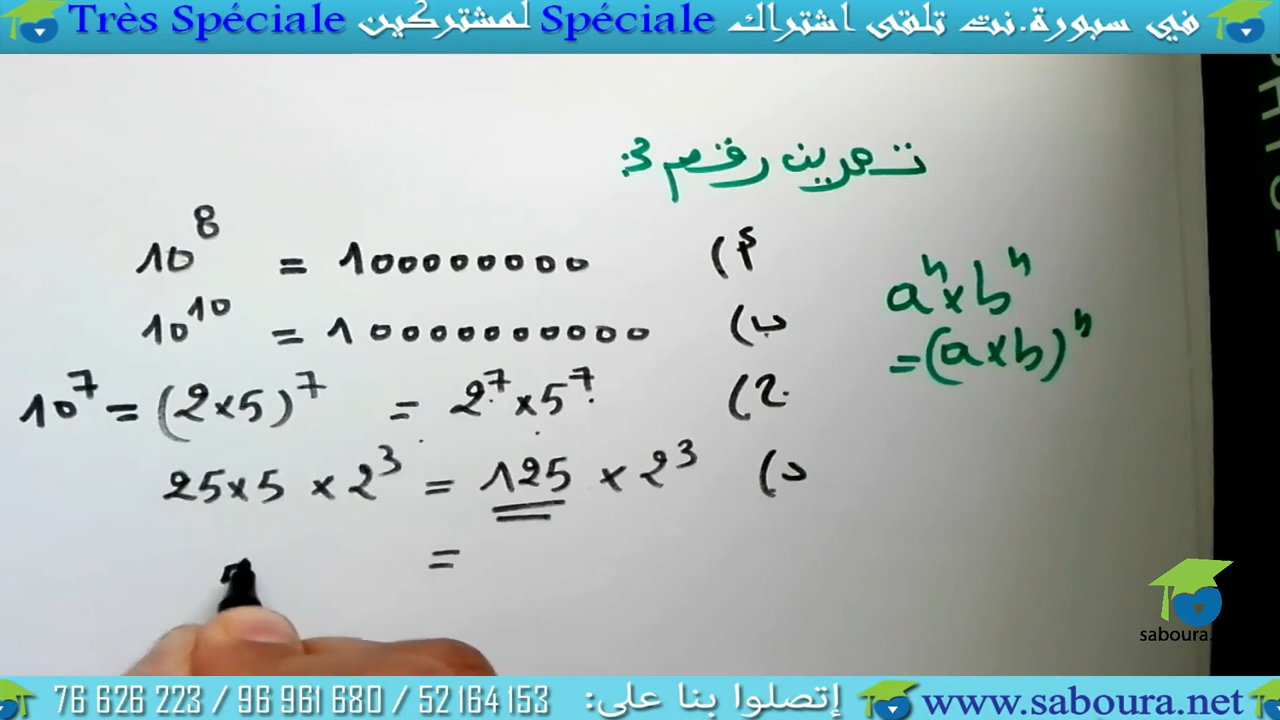 في سبورة.نت تلقى اشتراك Spéciale لمشتركين Très Spéciale
تمرين رقم 3:
أ) 10^8 = 100000000
ب) 10^10 = 10000000000
ج) 10^7 = (2×5)^7 = 2^7 × 5^7
د) 25×5 × 2^3 = 125 × 2^3
=
a^n × b^n
= (a×b)^n
saboura.
www.saboura.net إتصلوا بنا على: 76 626 223 / 96 961 680 / 52 164 153